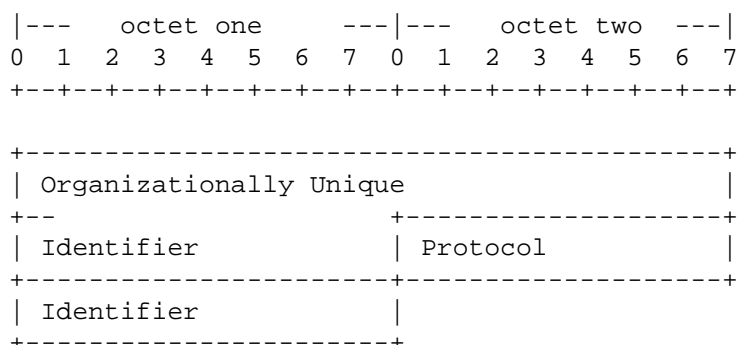 |---   octet one     ---|---   octet two  ---|
0  1  2  3  4  5  6  7  0  1  2  3  4  5  6  7
+--+--+--+--+--+--+--+--+--+--+--+--+--+--+--+
+--------------------------------------------+
| Organizationally Unique                    |
+--                     +--------------------+
| Identifier            | Protocol           |
+-----------------------+--------------------+
| Identifier            |
+-----------------------+